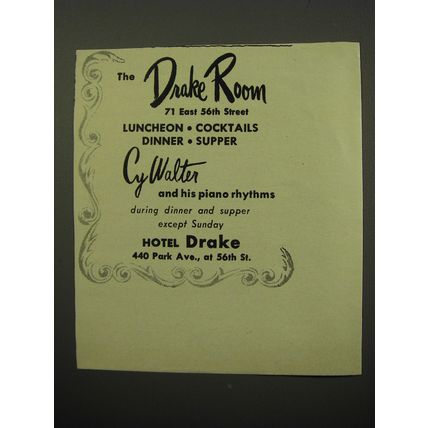 The Drake Room
71 East 56th Street
LUNCHEON • COCKTAILS
DINNER • SUPPER
Cy Walter
and his piano rhythms
during dinner and supper
except Sunday
HOTEL Drake
440 Park Ave., at 56th St.